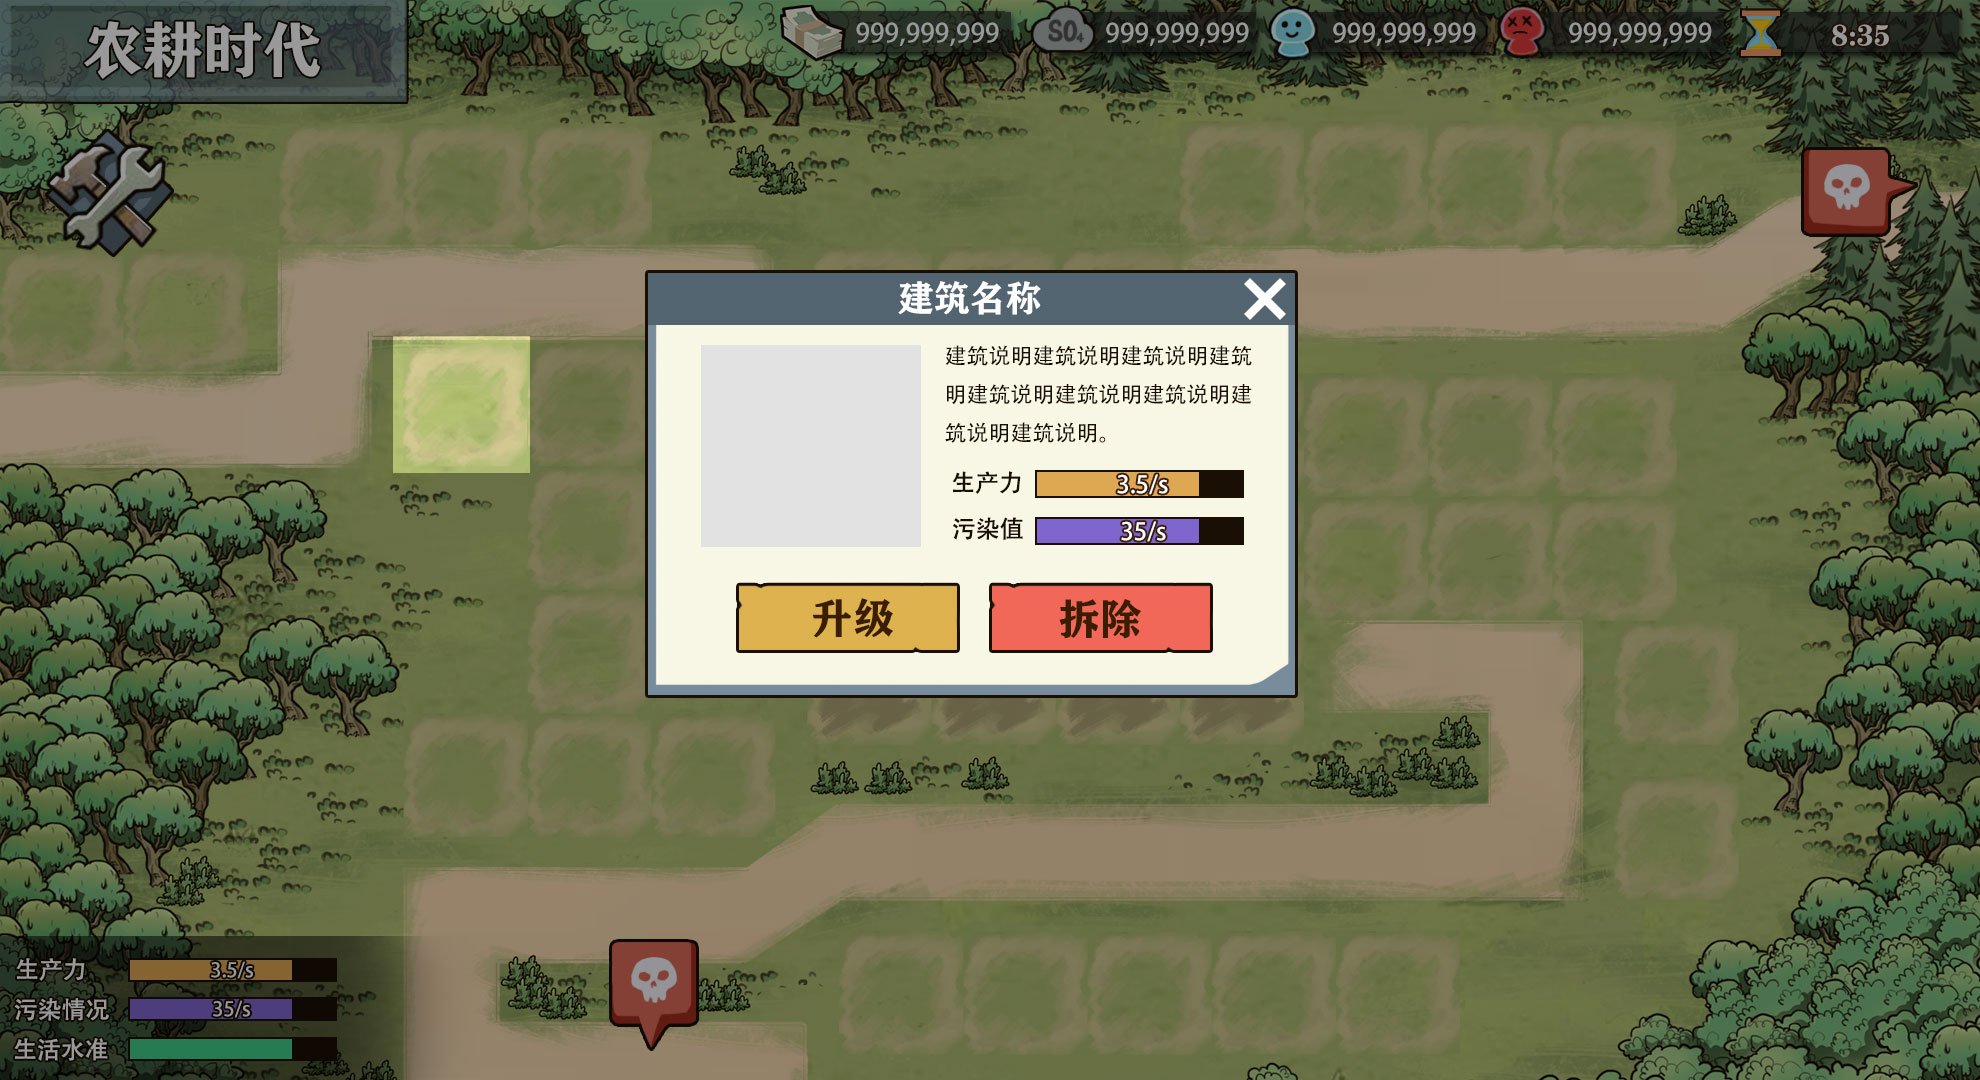 农耕时代
999,999,999
SO₄
999,999,999
999,999,999
999,999,999
8:35
建筑名称
建筑说明建筑说明建筑说明建筑
明建筑说明建筑说明建筑说明建
筑说明建筑说明。
生产力 3.5/s
污染值 35/s
升级
拆除
生产力 3.5/s
污染情况 35/s
生活水准